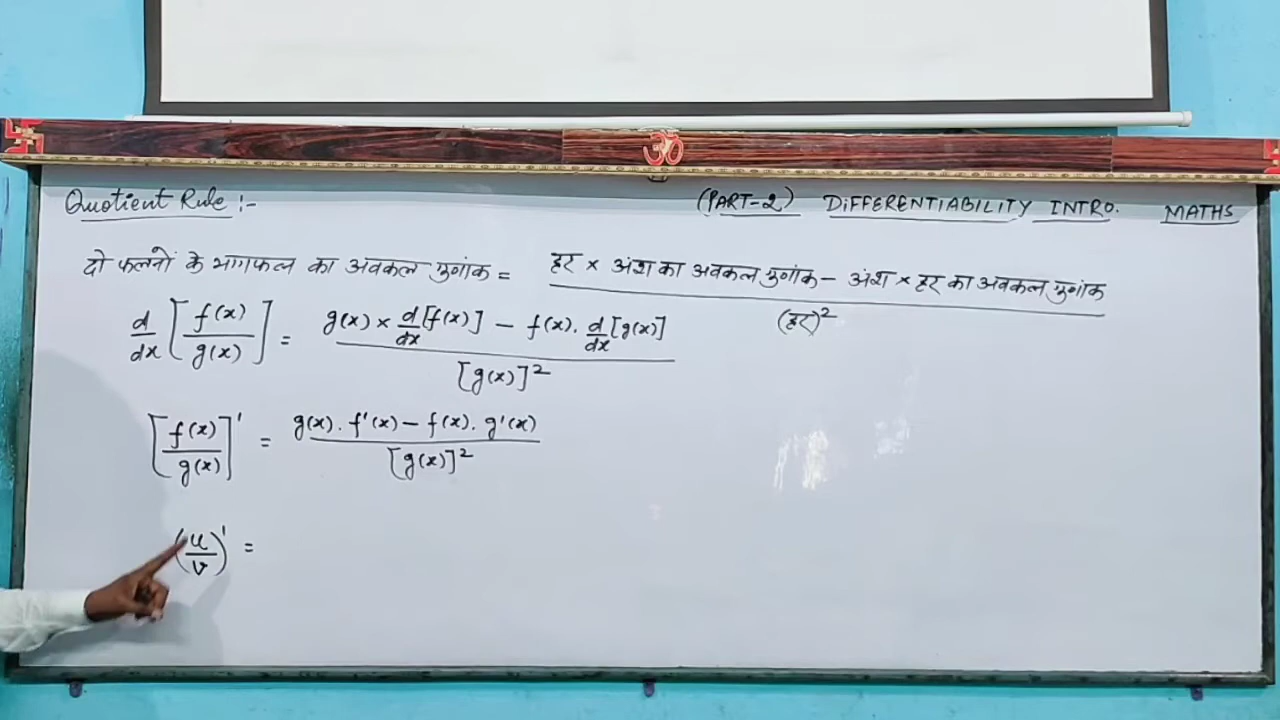 Quotient Rule :-
(PART-2) DIFFERENTIABILITY INTRO. MATHS
दो फलनों के भागफल का अवकल गुणांक = हर × अंश का अवकल गुणांक - अंश × हर का अवकल गुणांक / (हर)²
d/dx [f(x)/g(x)] = g(x) × d/dx [f(x)] - f(x) . d/dx [g(x)] / [g(x)]²
[f(x)/g(x)]' = g(x) . f'(x) - f(x) . g'(x) / [g(x)]²
(u/v)' =
ॐ